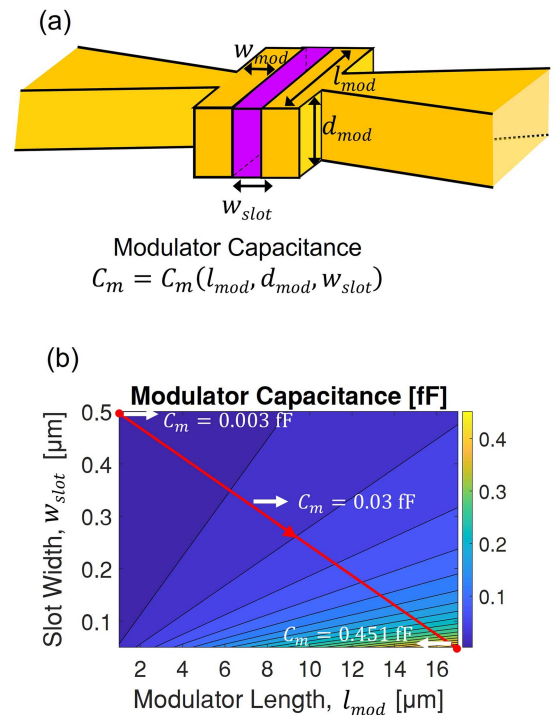 (a)
w_mod
l_mod
d_mod
w_slot
Modulator Capacitance
C_m = C_m(l_mod, d_mod, w_slot)
(b)
Modulator Capacitance [fF]
0.5
0.4
0.3
0.2
0.1
Slot Width, w_slot [µm]
C_m = 0.003 fF
C_m = 0.03 fF
C_m = 0.451 fF
0.4
0.3
0.2
0.1
2 4 6 8 10 12 14 16
Modulator Length, l_mod [µm]